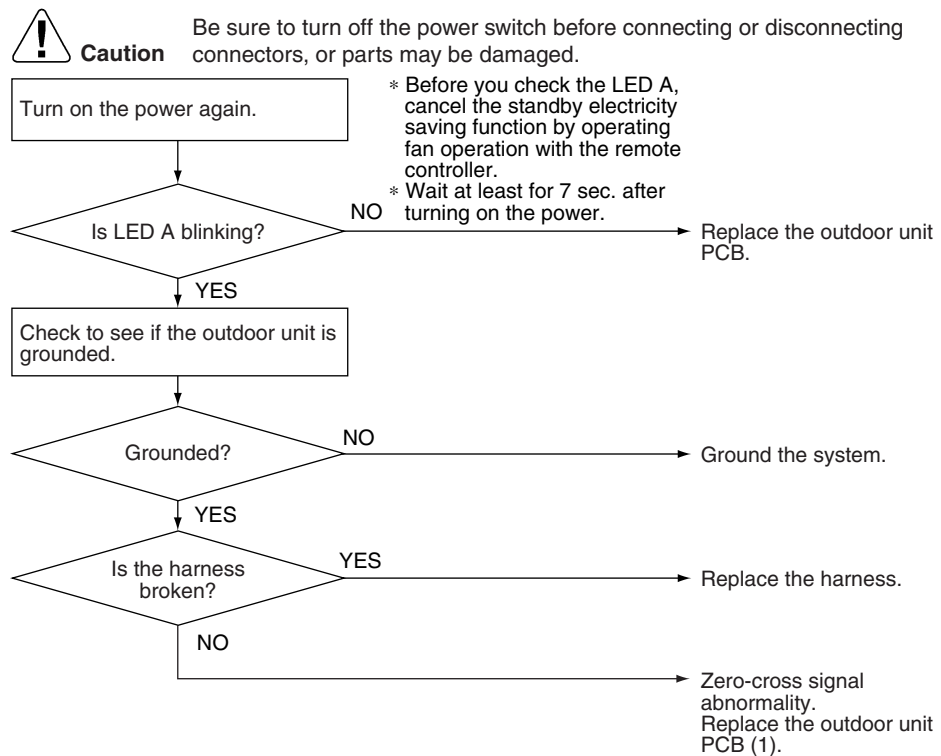 Be sure to turn off the power switch before connecting or disconnecting
Caution connectors, or parts may be damaged.
Turn on the power again.
∗ Before you check the LED A,
cancel the standby electricity
saving function by operating
fan operation with the remote
controller.
∗ Wait at least for 7 sec. after
turning on the power.
Is LED A blinking?
NO
Replace the outdoor unit
PCB.
YES
Check to see if the outdoor unit is
grounded.
Grounded?
NO
Ground the system.
YES
Is the harness
broken?
YES
Replace the harness.
NO
Zero-cross signal
abnormality.
Replace the outdoor unit
PCB (1).